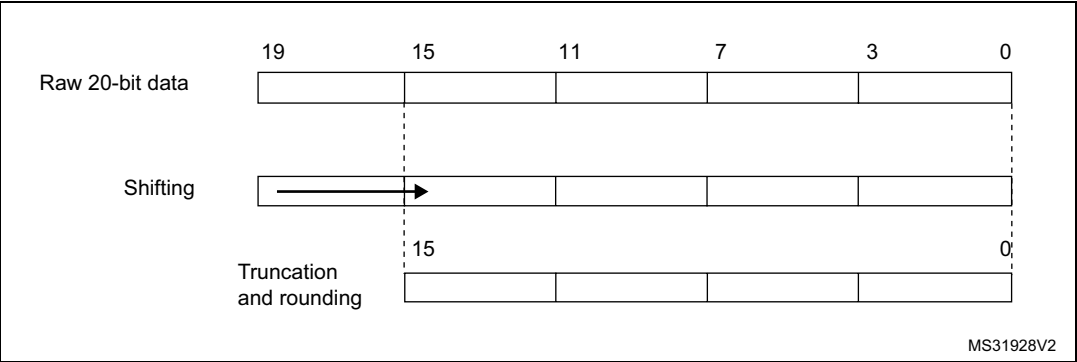 19 15 11 7 3 0
Raw 20-bit data
Shifting
15 0
Truncation
and rounding
MS31928V2